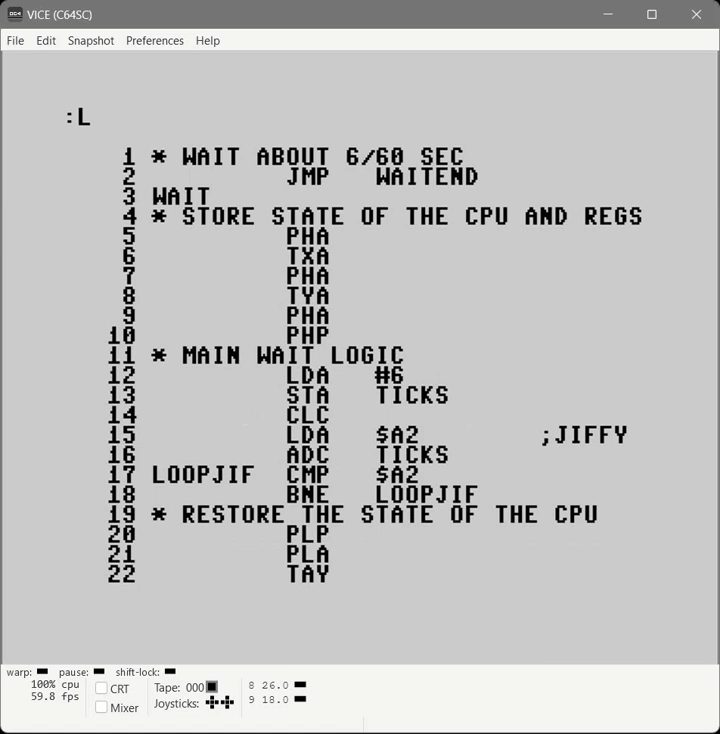 VICE (C64SC)
File Edit Snapshot Preferences Help
:L
1 * WAIT ABOUT 6/60 SEC
2 JMP WAITEND
3 WAIT
4 * STORE STATE OF THE CPU AND REGS
5 PHA
6 TXA
7 PHA
8 TYA
9 PHA
10 PHP
11 * MAIN WAIT LOGIC
12 LDA #6
13 STA TICKS
14 CLC
15 LDA $A2 ;JIFFY
16 ADC TICKS
17 LOOPJIF CMP $A2
18 BNE LOOPJIF
19 * RESTORE THE STATE OF THE CPU
20 PLP
21 PLA
22 TAY
warp: pause: shift-lock:
100% cpu
59.8 fps
CRT
Mixer
Tape: 000
Joysticks:
8 26.0
9 18.0